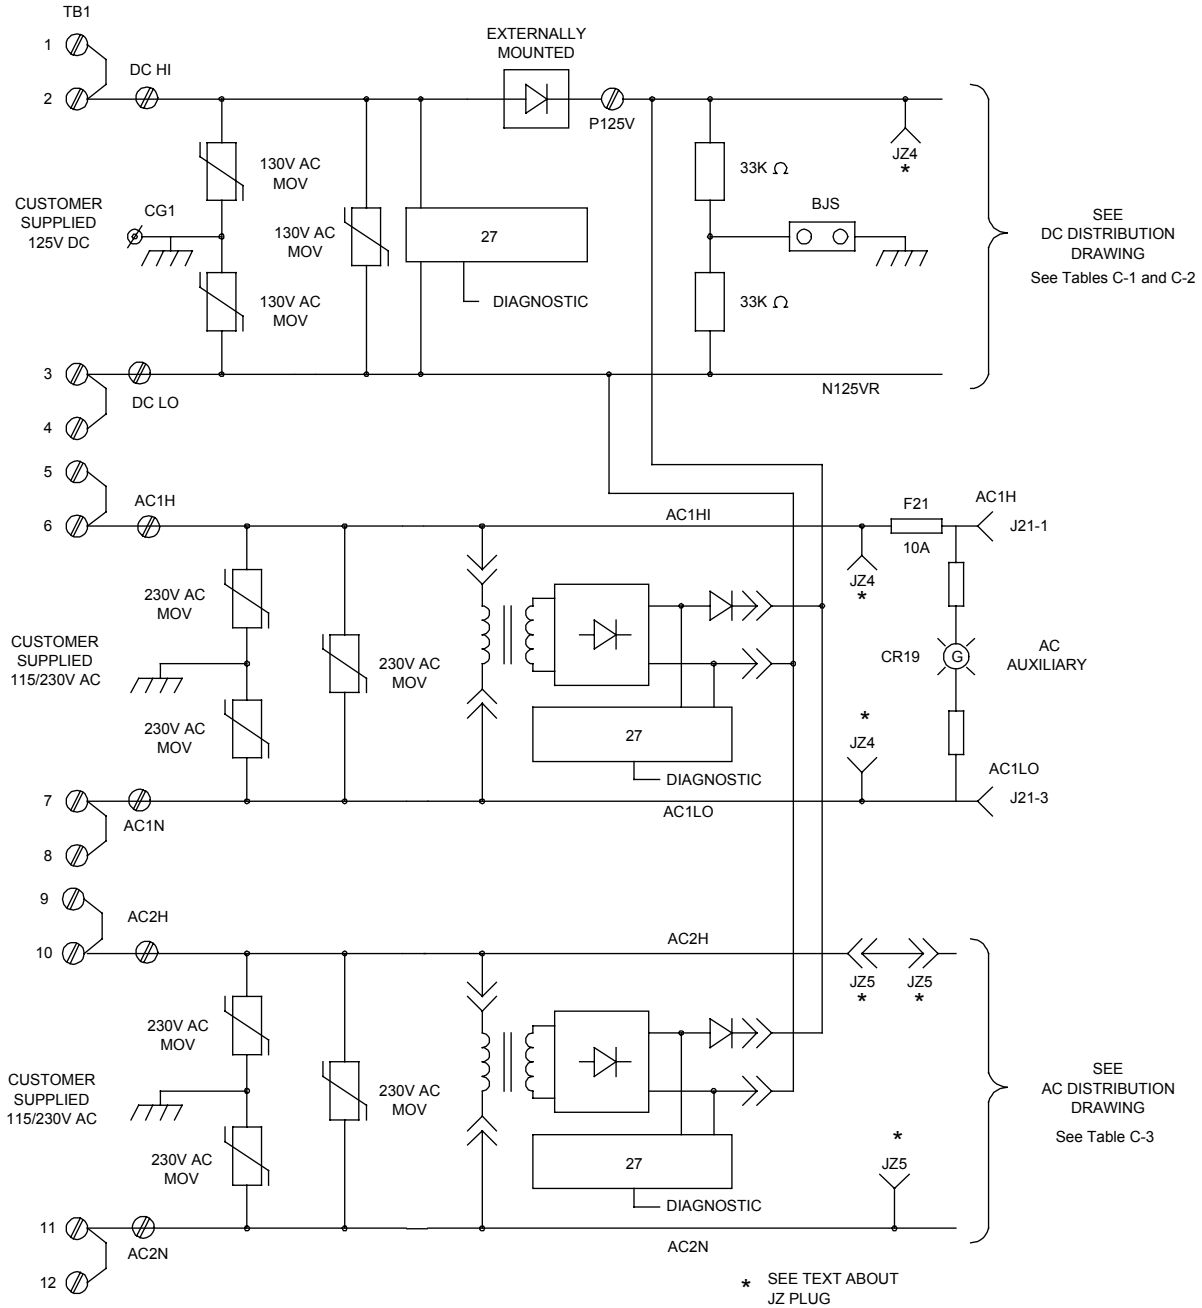 TB1
1
EXTERNALLY
MOUNTED
DC HI
2
P125V
JZ4
*
130V AC
MOV
33K Ω
CUSTOMER
SUPPLIED
125V DC
CG1
130V AC
MOV
27
BJS
SEE
DC DISTRIBUTION
DRAWING
See Tables C-1 and C-2
130V AC
MOV
DIAGNOSTIC
33K Ω
3
DC LO
N125VR
4
5
AC1H
6
AC1HI
F21
10A
AC1H
J21-1
JZ4
*
230V AC
MOV
CUSTOMER
SUPPLIED
115/230V AC
230V AC
MOV
CR19
G
AC
AUXILIARY
230V AC
MOV
27
*
JZ4
DIAGNOSTIC
AC1LO
J21-3
7
AC1N
AC1LO
8
9
AC2H
10
AC2H
JZ5
*
JZ5
*
230V AC
MOV
CUSTOMER
SUPPLIED
115/230V AC
230V AC
MOV
SEE
AC DISTRIBUTION
DRAWING
See Table C-3
230V AC
MOV
27
*
JZ5
DIAGNOSTIC
11
AC2N
AC2N
12
* SEE TEXT ABOUT
JZ PLUG